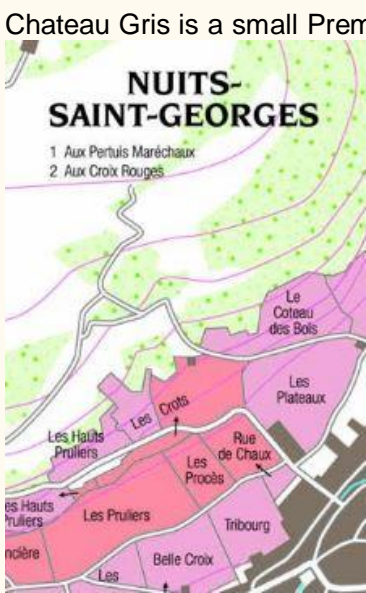 Chateau Gris is a small Prem
NUITS-
SAINT-GEORGES
1 Aux Pertuis Maréchaux
2 Aux Croix Rouges
Le
Coteau
des Bois
Les
Plateaux
Les Crots
Les Hauts
Pruliers
Rue
de Chaux
Les
Procès
es Hauts
Pruliers
Les Pruliers
Tribourg
ncière
Belle Croix
Les